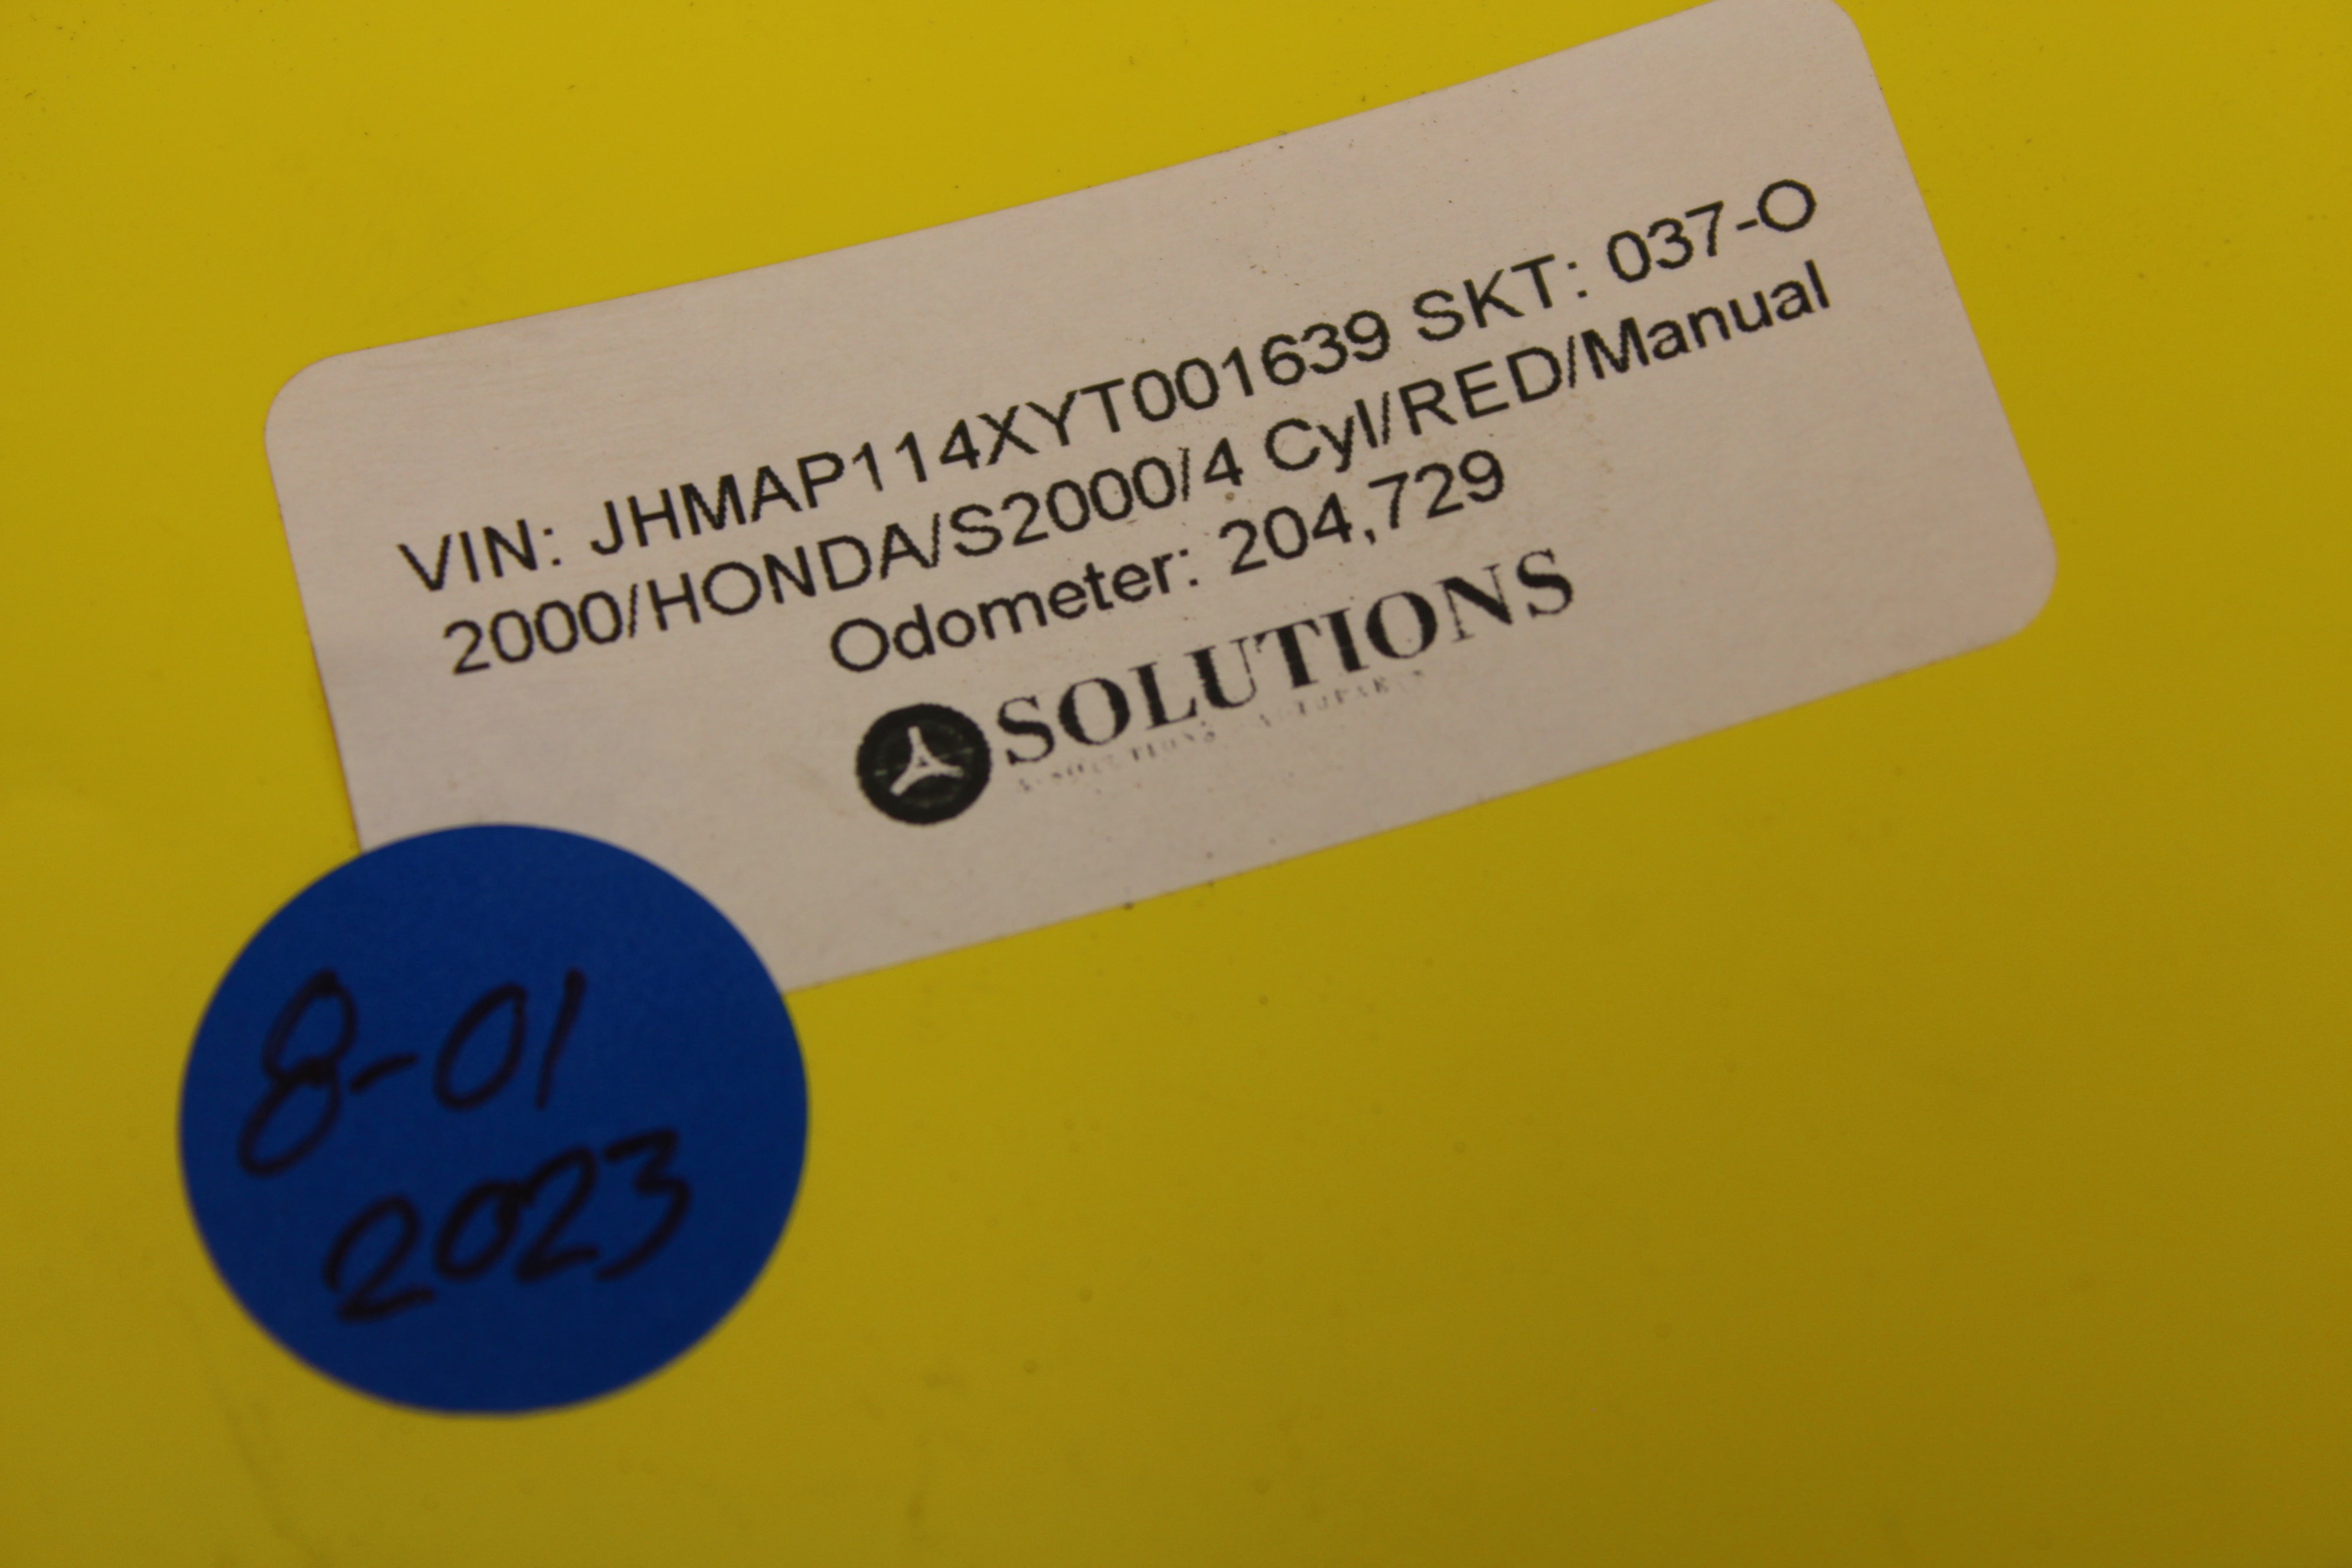 VIN: JHMAP114XYT001639 SKT: 037-O
2000/HONDA/S2000/4 Cyl/RED/Manual
Odometer: 204,729
SOLUTIONS
8-01
2023